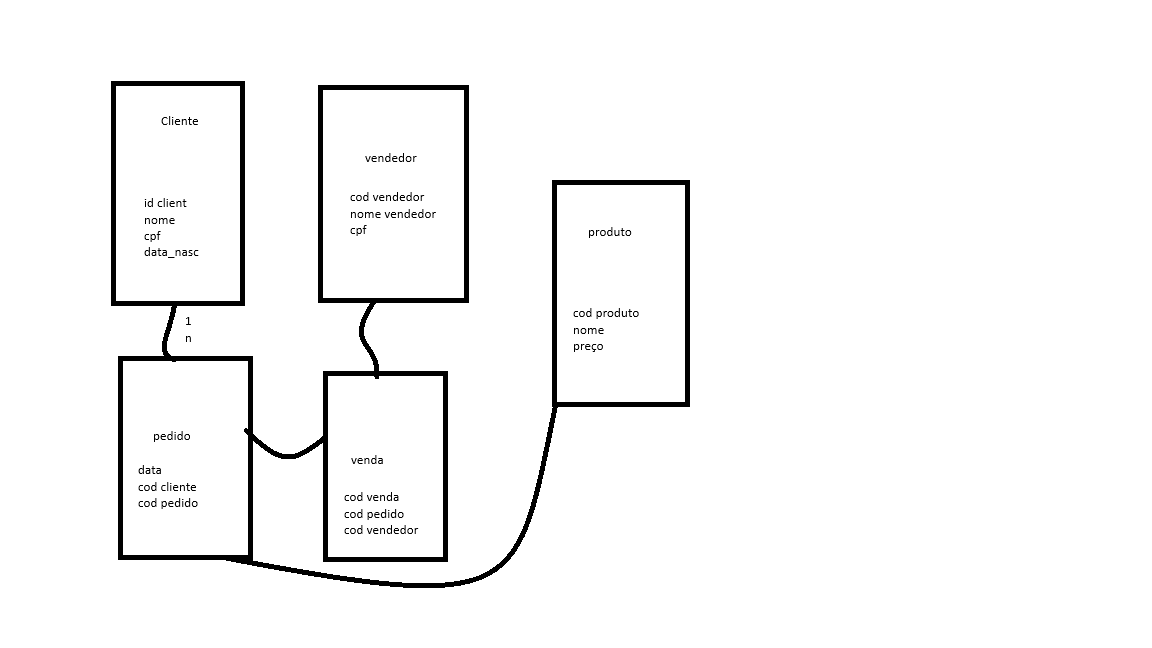 Cliente
id client
nome
cpf
data_nasc
vendedor
cod vendedor
nome vendedor
cpf
produto
cod produto
nome
preço
1
n
pedido
data
cod cliente
cod pedido
venda
cod venda
cod pedido
cod vendedor